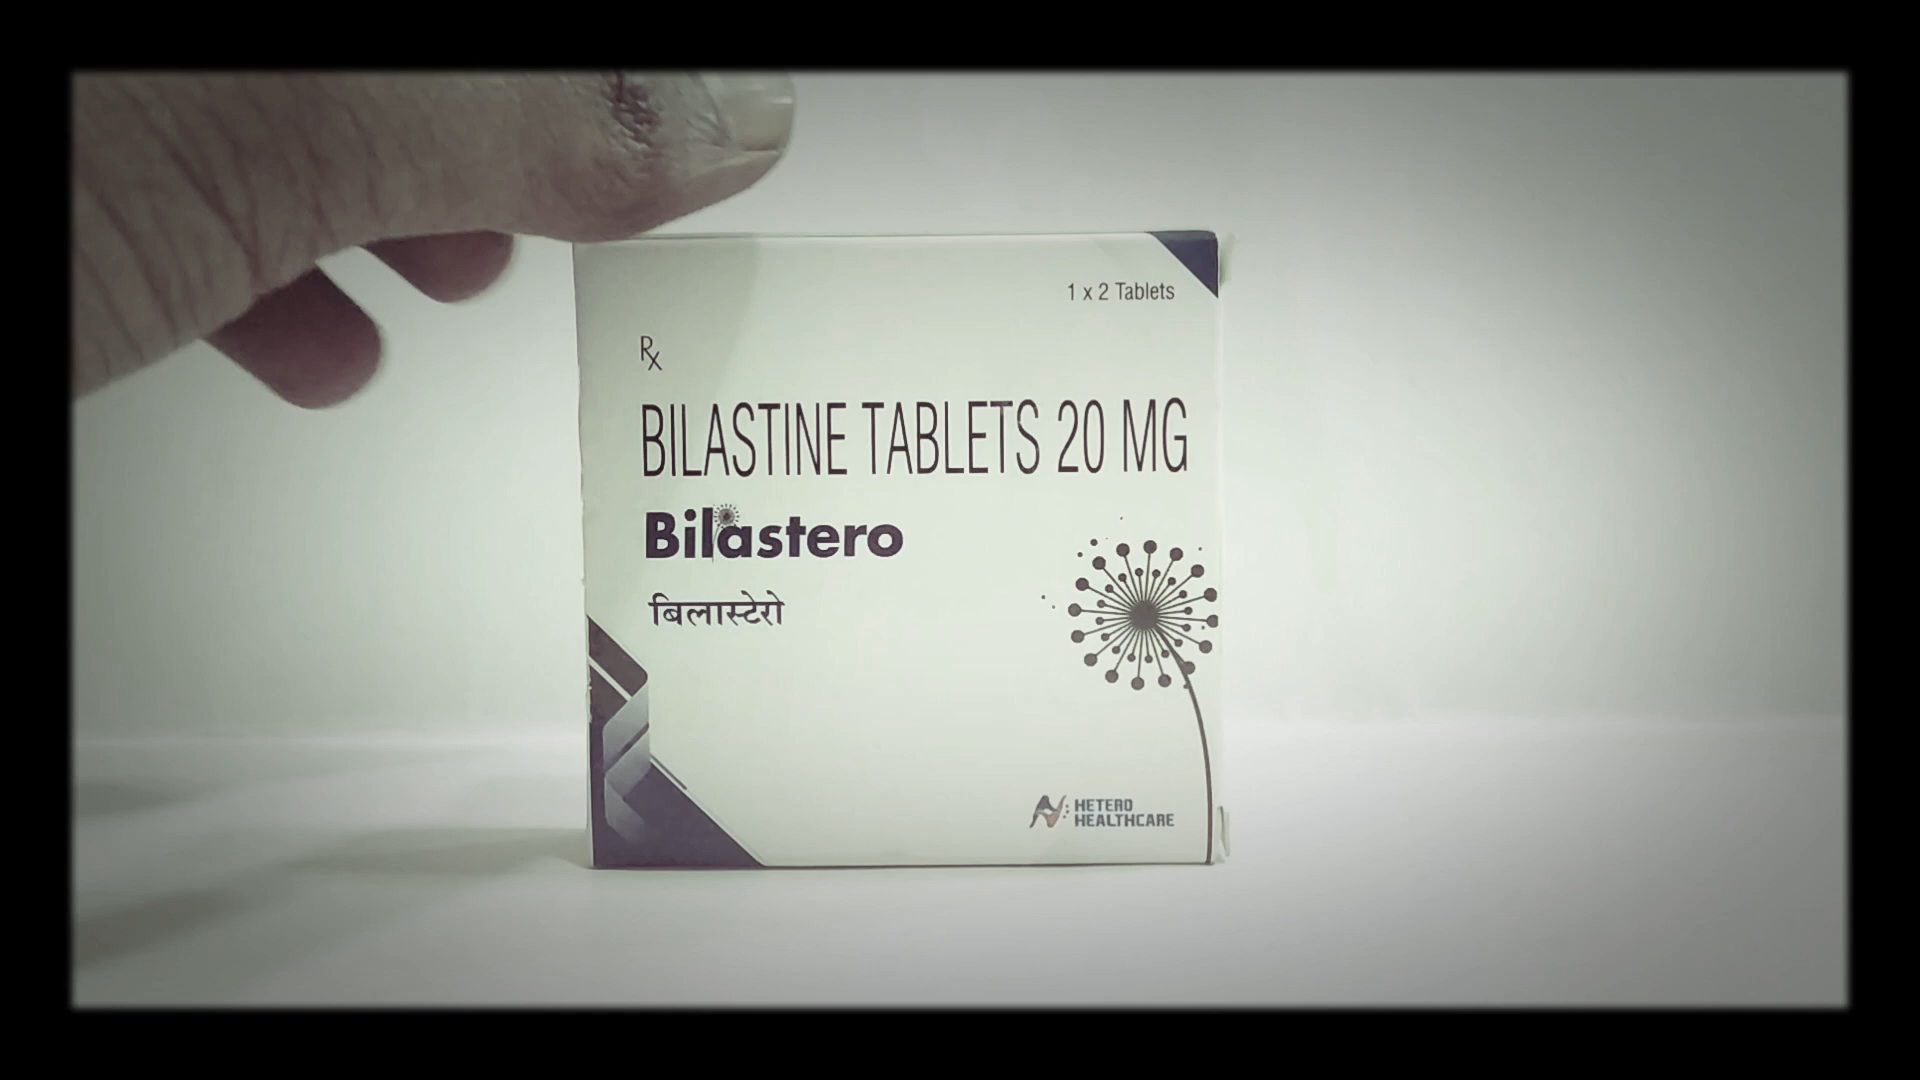 1 x 2 Tablets
Rx
BILASTINE TABLETS 20 MG
Bilastero
बिलास्टेरो
HETERO
HEALTHCARE